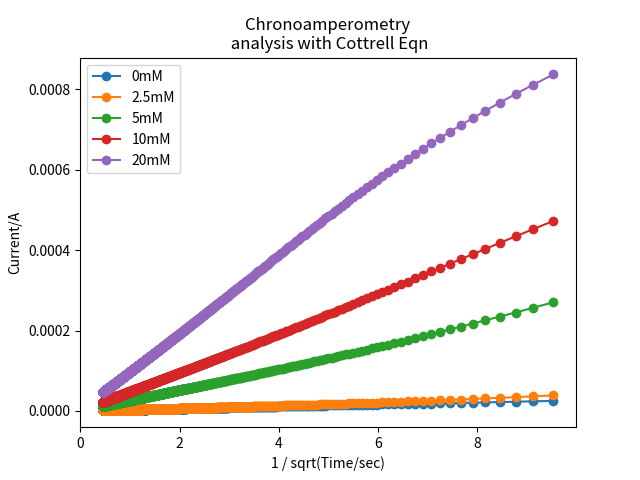 Chronoamperometry
analysis with Cottrell Eqn
0mM
2.5mM
5mM
10mM
20mM
Current/A
0.0008
0.0006
0.0004
0.0002
0.0000
0 2 4 6 8
1 / sqrt(Time/sec)